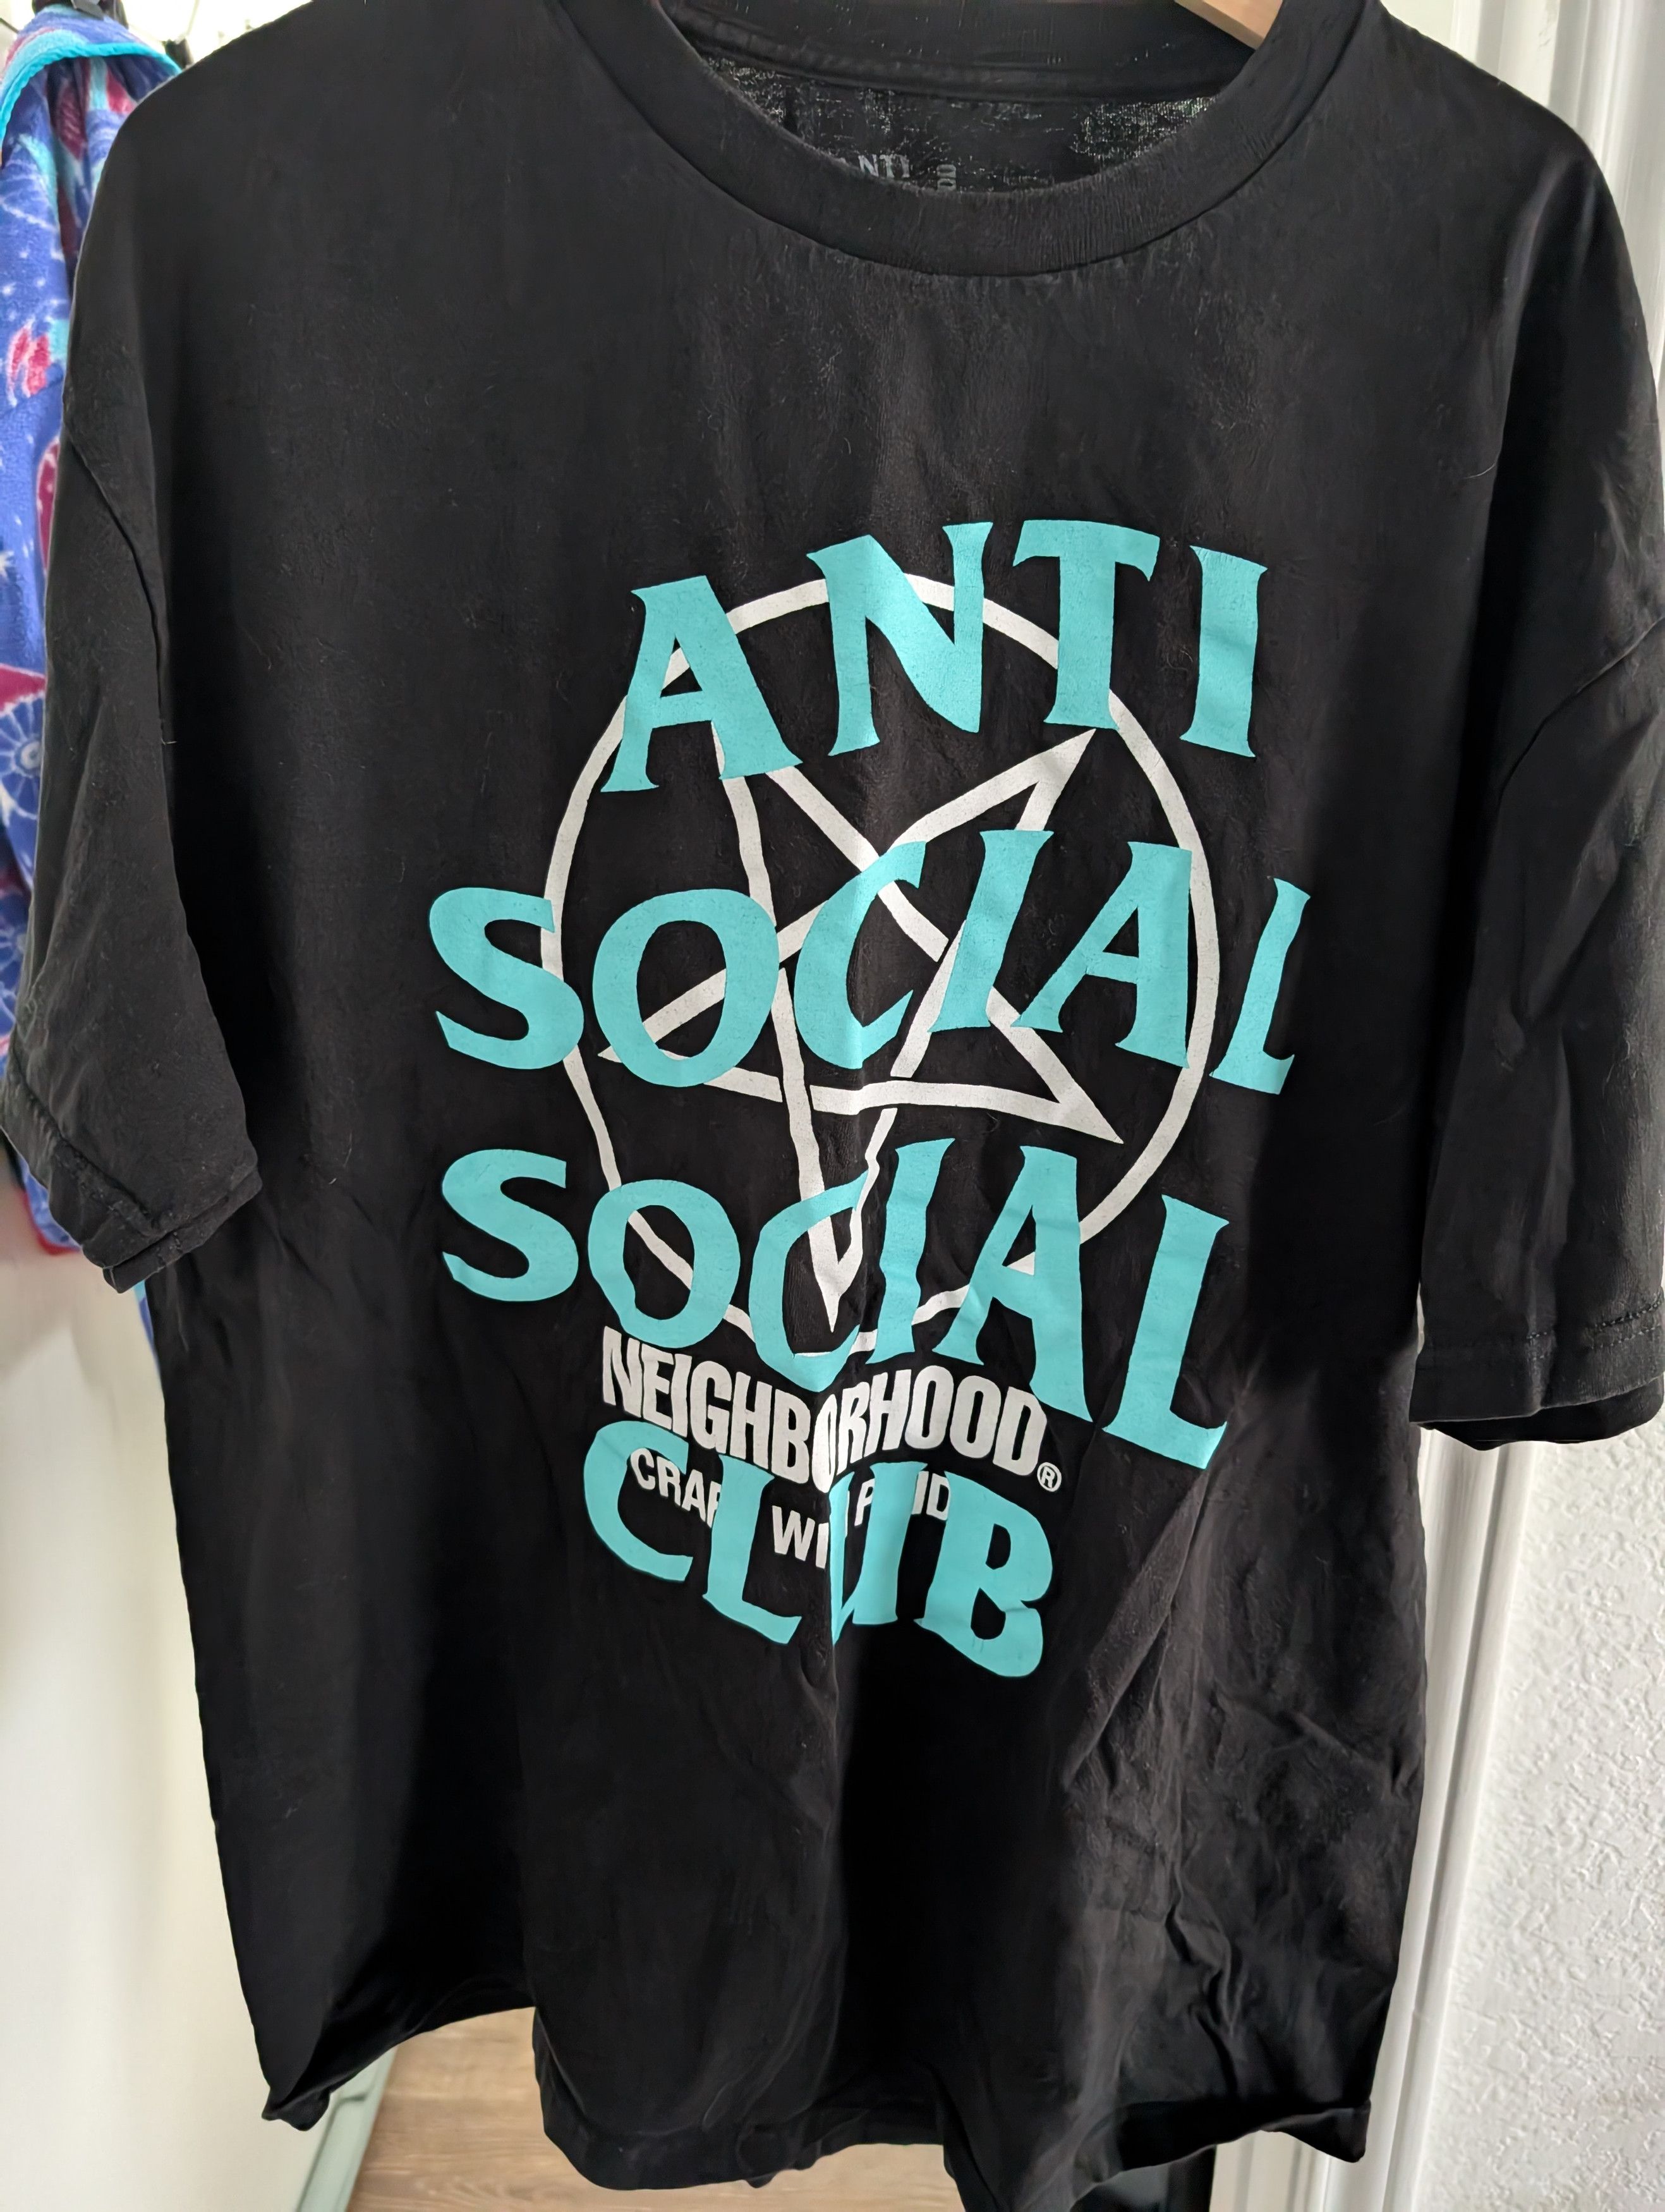 ANTI
ANTI
SOCIAL
SOCIAL
NEIGHBORHOOD®
CLUB